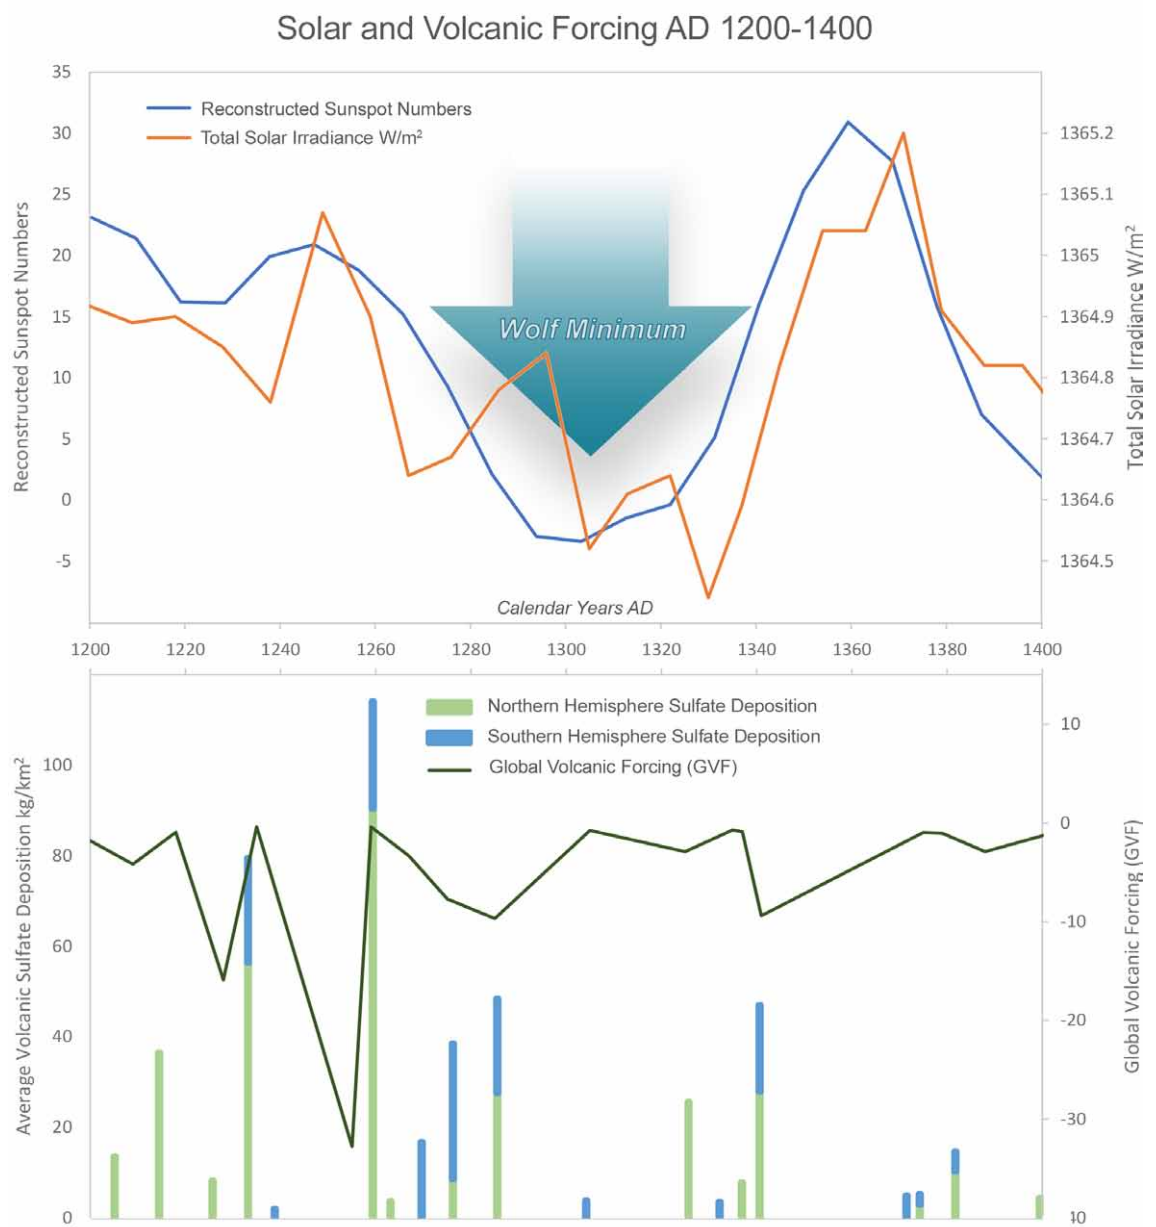 Solar and Volcanic Forcing AD 1200-1400
35
30
25
20
15
10
5
0
-5
Reconstructed Sunspot Numbers
Reconstructed Sunspot Numbers
Total Solar Irradiance W/m²
Wolf Minimum
1365.2
1365.1
1365
1364.9
1364.8
1364.7
1364.6
1364.5
Total Solar Irradiance W/m²
Calendar Years AD
1200 1220 1240 1260 1280 1300 1320 1340 1360 1380 1400
Northern Hemisphere Sulfate Deposition
Southern Hemisphere Sulfate Deposition
Global Volcanic Forcing (GVF)
Average Volcanic Sulfate Deposition kg/km²
100
80
60
40
20
0
10
0
-10
-20
-30
40
Global Volcanic Forcing (GVF)